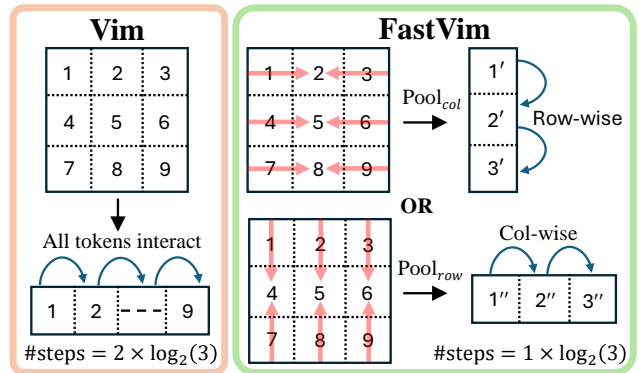 Vim
1 2 3
4 5 6
7 8 9
All tokens interact
1 2 9
#steps = 2 × log₂(3)
FastVim
1 2 3
4 5 6
7 8 9
Pool_col
1′
2′
3′
Row-wise
OR
1 2 3
4 5 6
7 8 9
Pool_row
Col-wise
1′′ 2′′ 3′′
#steps = 1 × log₂(3)